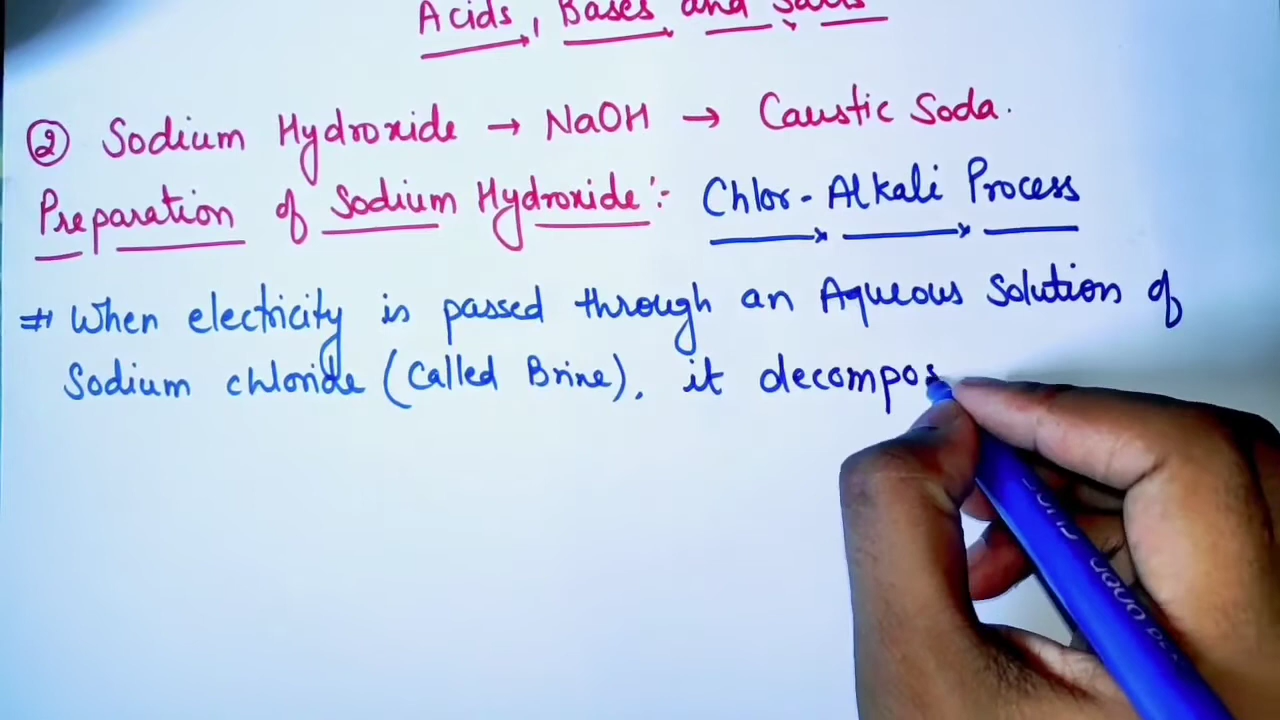 Acids, Bases and Salts
② Sodium Hydroxide → NaOH → Caustic Soda.
Preparation of Sodium Hydroxide :- Chlor-Alkali Process
# When electricity is passed through an Aqueous Solution of
Sodium chloride (Called Brine), it decompos